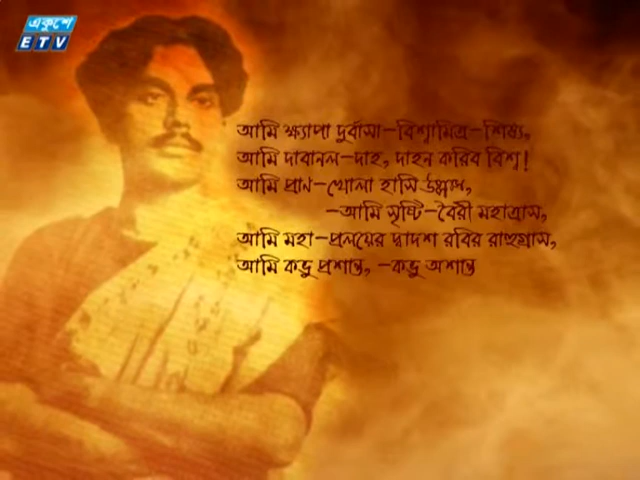 একুশে
ETV
আমি ক্ষ্যাপা দুর্বাসা-বিশ্বামিত্র-শিষ্য,
আমি দাবানল-দাহ, দাহন করিব বিশ্ব!
আমি প্রাণ-খোলা হাসি উল্লাস,
-আমি সৃষ্টি-বৈরী মহাত্রাস,
আমি মহা-প্রলয়ের দ্বাদশ রবির রাহুগ্রাস,
আমি কভু প্রশান্ত, -কভু অশান্ত